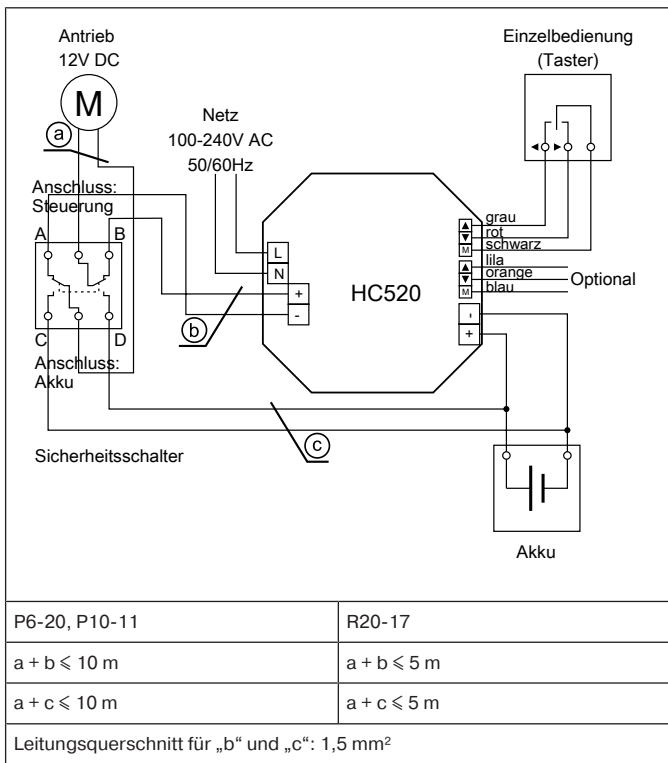 Antrieb
12V DC
M
a
Netz
100-240V AC
50/60Hz
Einzelbedienung
(Taster)
Anschluss:
Steuerung
A
B
C
D
Anschluss:
Akku
Sicherheitsschalter
b
c
L
N
+
-
HC520
▲
▼
M
▲
▼
M
-
+
grau
rot
schwarz
lila
orange
blau
Optional
◄
►
Akku
P6-20, P10-11
R20-17
a + b ⩽ 10 m
a + b ⩽ 5 m
a + c ⩽ 10 m
a + c ⩽ 5 m
Leitungsquerschnitt für „b“ und „c“: 1,5 mm²